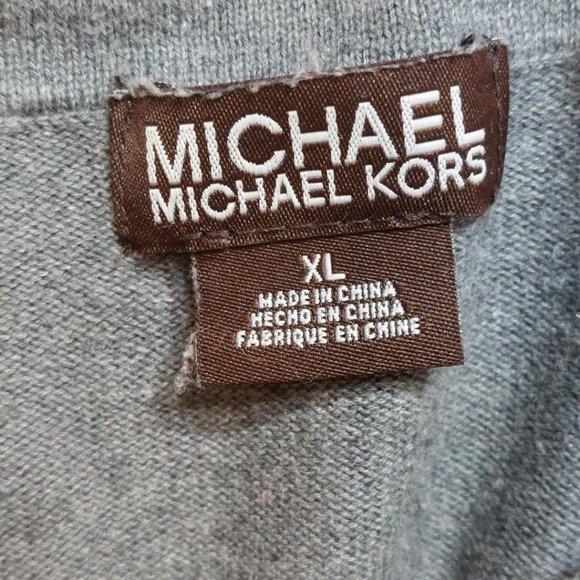 MICHAEL
MICHAEL KORS
XL
MADE IN CHINA
HECHO EN CHINA
FABRIQUE EN CHINE